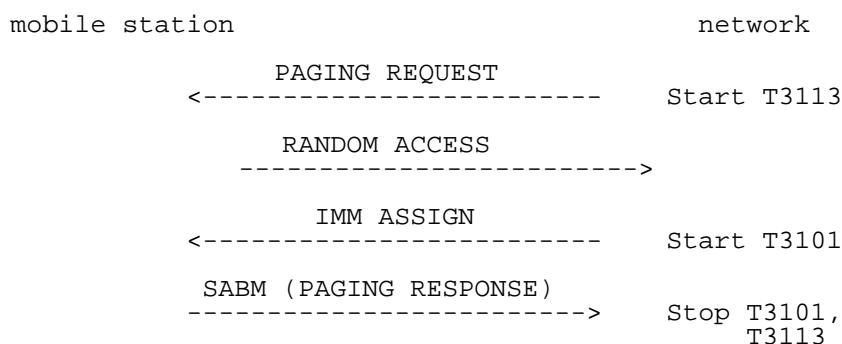 mobile station network
PAGING REQUEST
<------------------------- Start T3113
RANDOM ACCESS
------------------------->
IMM ASSIGN
<------------------------- Start T3101
SABM (PAGING RESPONSE)
-------------------------> Stop T3101,
T3113